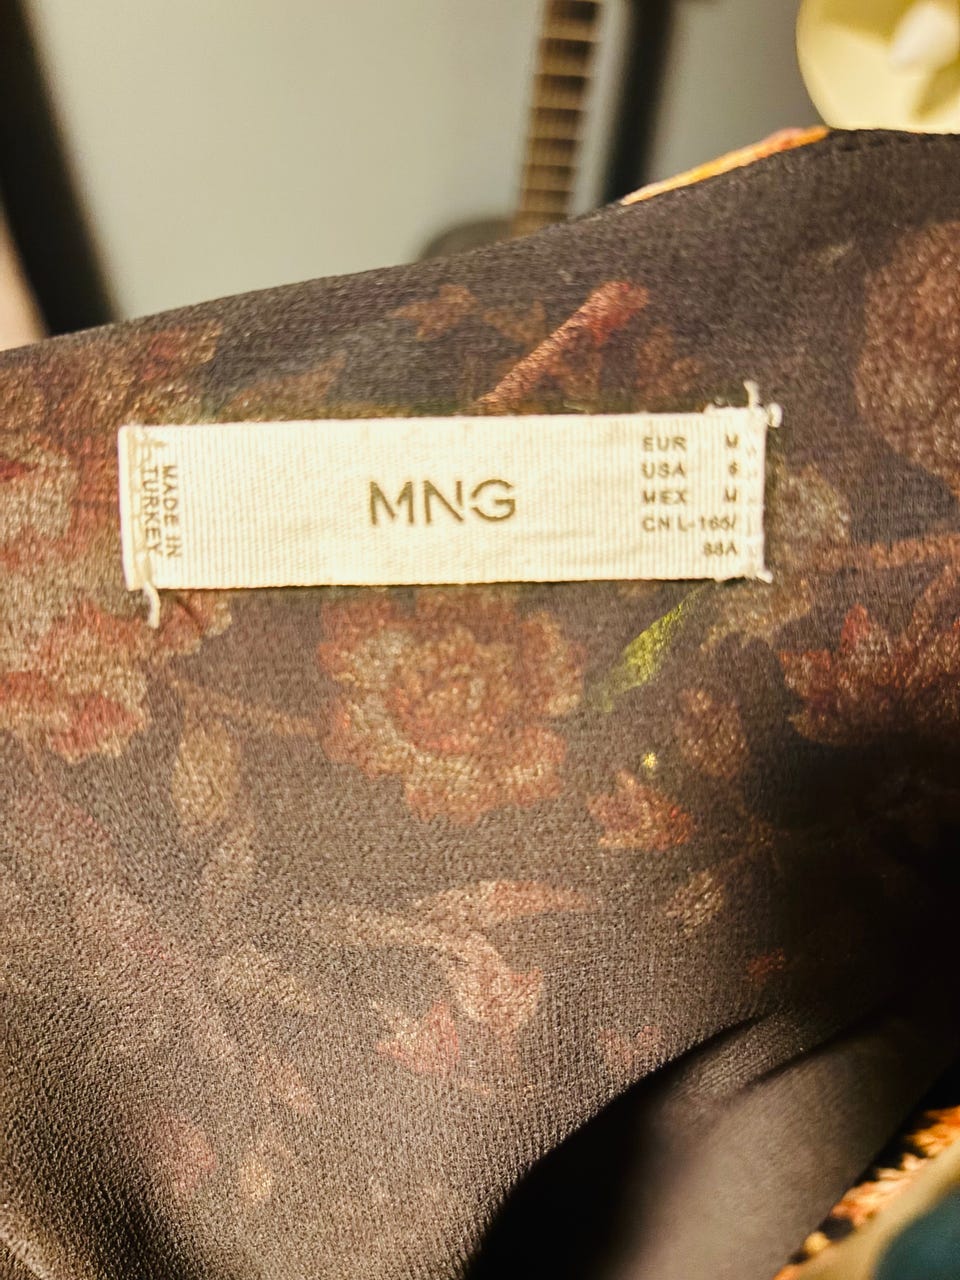 MADE IN
TURKEY
MNG
EUR M
USA 6
MEX M
CN L-165/
88A